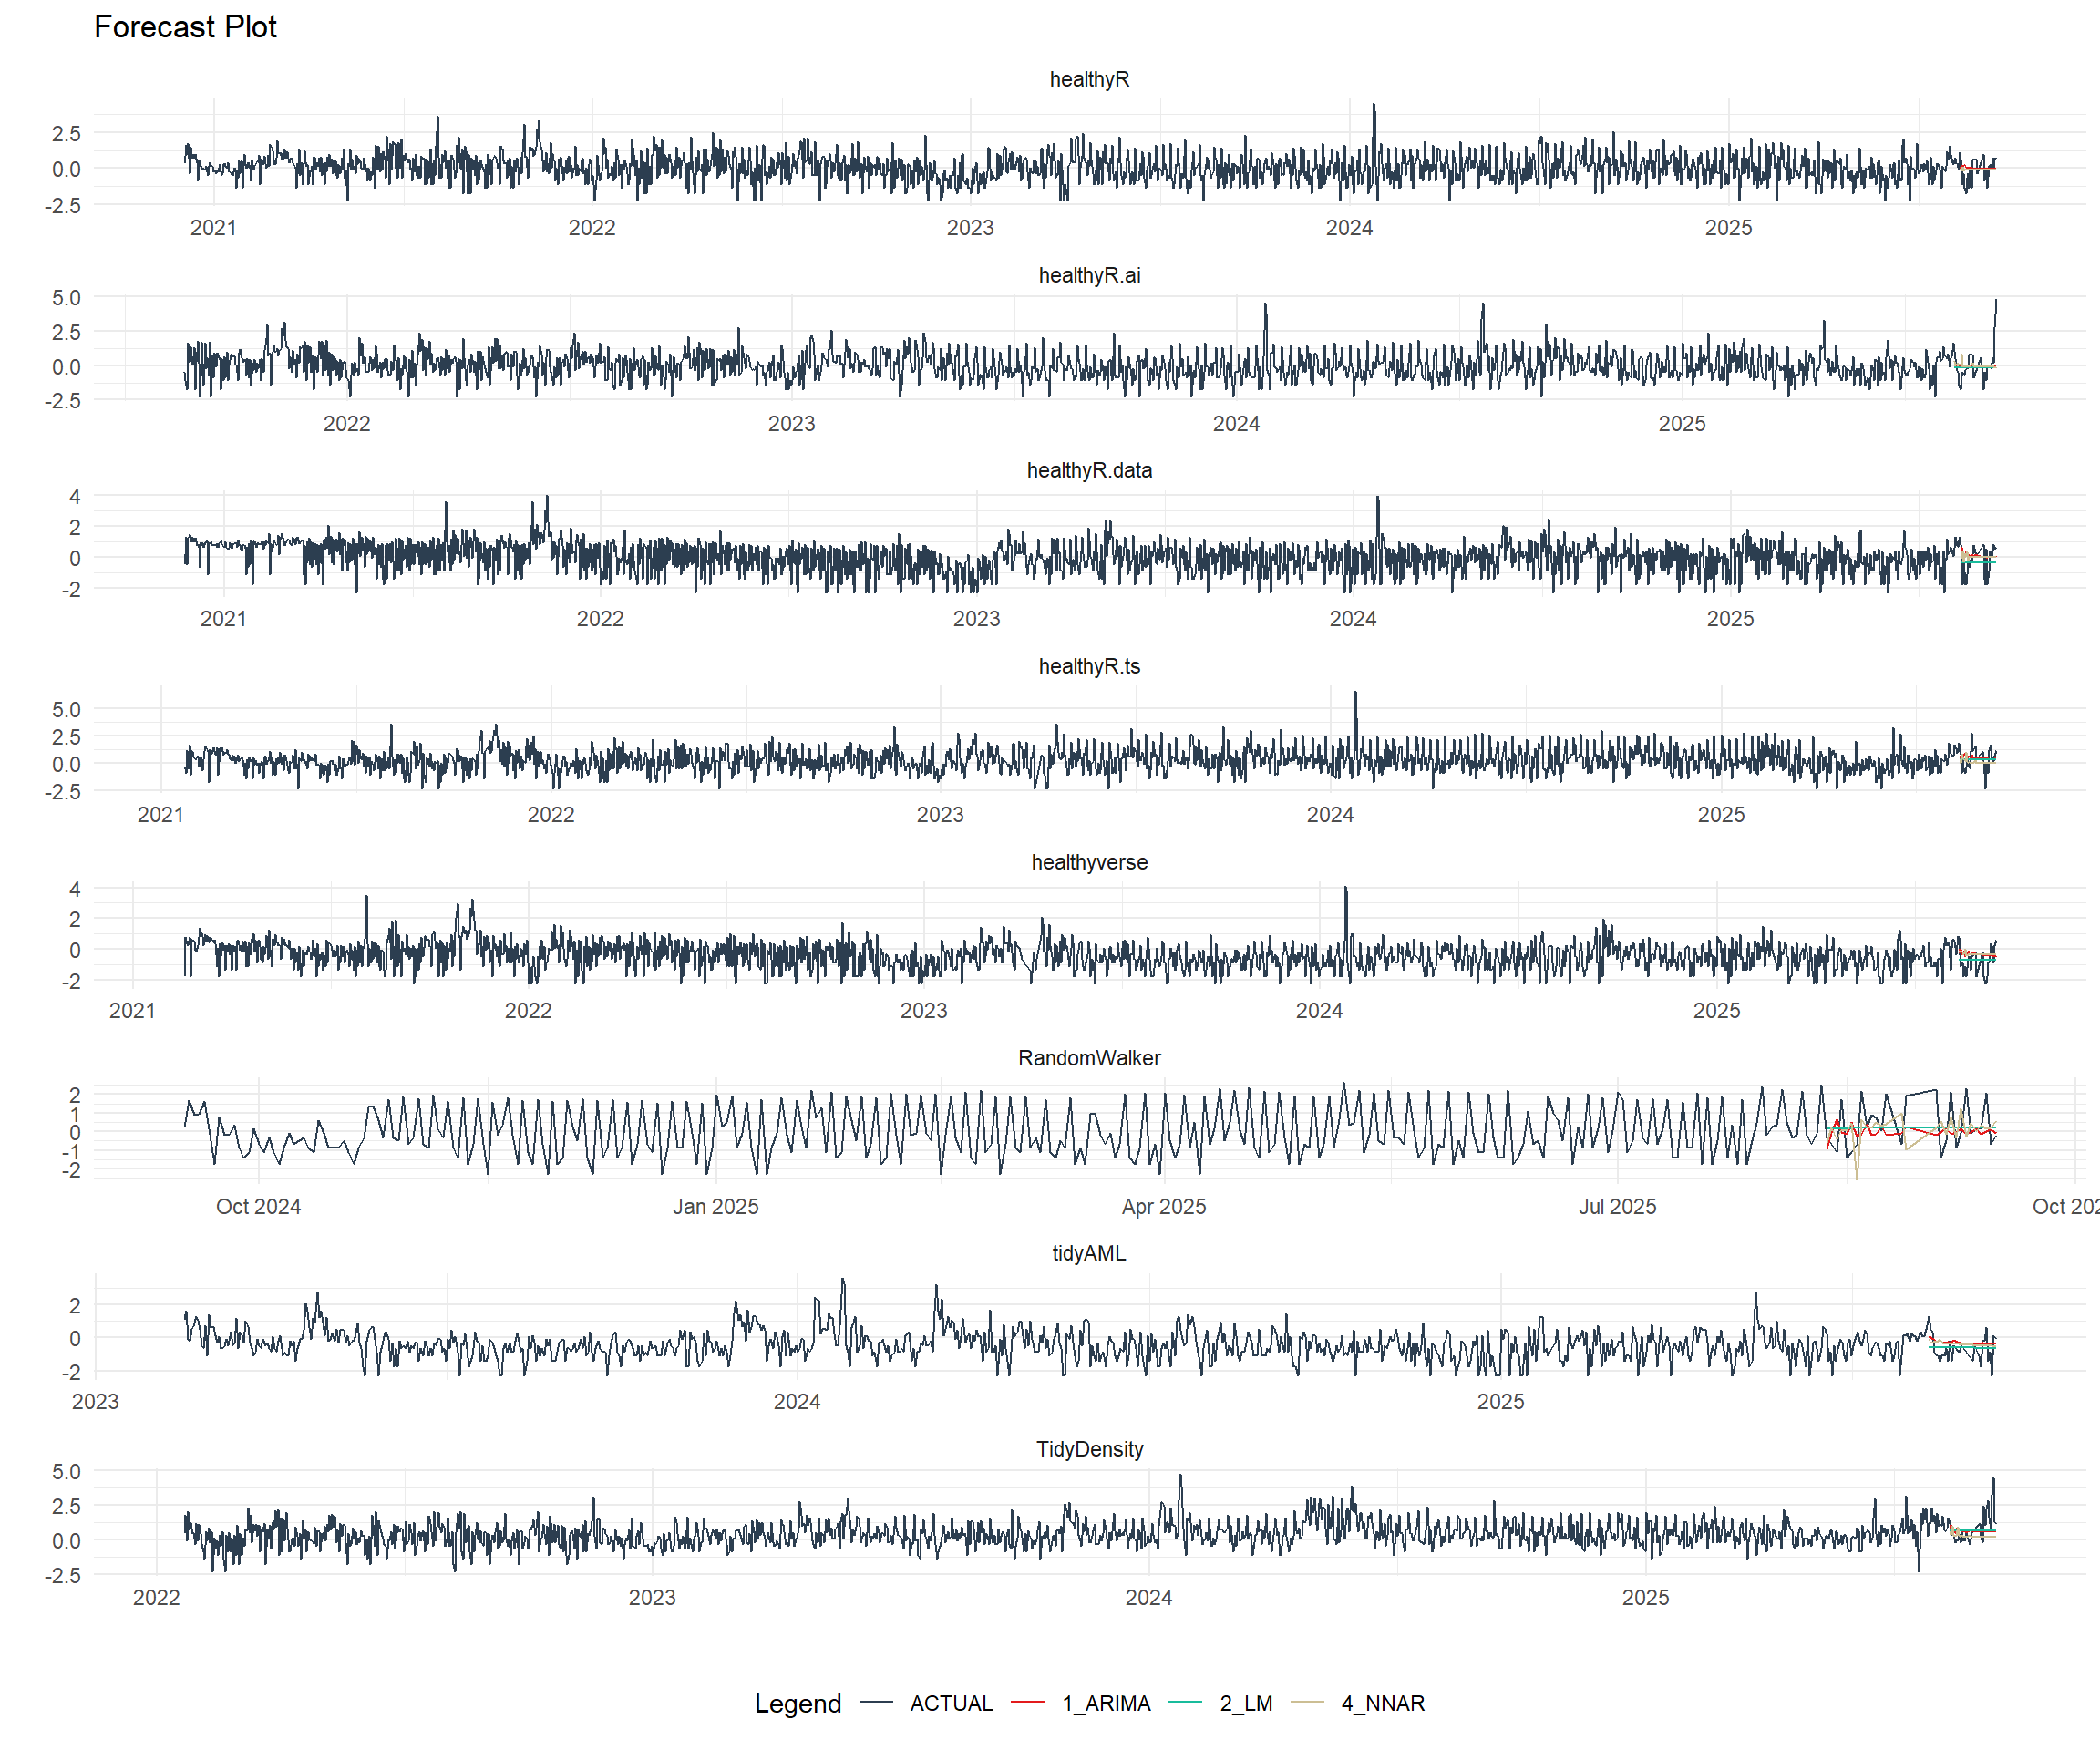 Forecast Plot
healthyR
2.5
0.0
-2.5
2021 2022 2023 2024 2025
healthyR.ai
5.0
2.5
0.0
-2.5
2022 2023 2024 2025
healthyR.data
4
2
0
-2
2021 2022 2023 2024 2025
healthyR.ts
5.0
2.5
0.0
-2.5
2021 2022 2023 2024 2025
healthyverse
4
2
0
-2
2021 2022 2023 2024 2025
RandomWalker
2
1
0
-1
-2
Oct 2024 Jan 2025 Apr 2025 Jul 2025 Oct 202
tidyAML
2
0
-2
2023 2024 2025
TidyDensity
5.0
2.5
0.0
-2.5
2022 2023 2024 2025
Legend ACTUAL 1_ARIMA 2_LM 4_NNAR